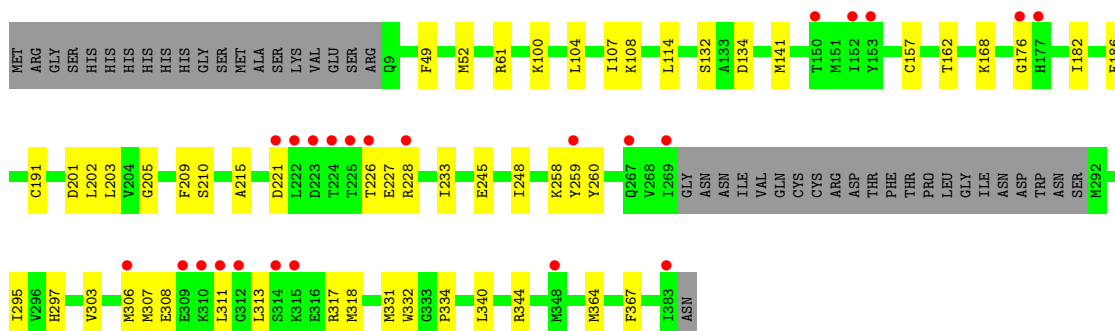 MET ARG GLY SER HIS HIS HIS HIS HIS HIS GLY SER MET ALA SER LYS VAL GLU SER ARG Q9 F49 M52 R61 K100 L104 I107 K108 L114 S132 A133 D134 M141 T150 M151 I152 Y153 C157 T162 K168 G176 H177 I182 E186
C191 D201 L202 L203 V204 G205 F209 S210 A215 D221 L222 D223 T224 T225 T226 E227 R228 I233 E245 I248 K258 Y259 Y260 Q267 V268 I269 GLY ASN ASN ILE VAL GLN CYS CYS ARG ASP THR PHE THR PRO LEU GLY ILE ASN ASP TRP ASN SER M292
I295 V296 H297 V303 M306 M307 E308 E309 K310 L311 G312 L313 S314 K315 E316 R317 M318 M331 W332 G333 P334 L340 R344 M348 M364 F367 I383 ASN